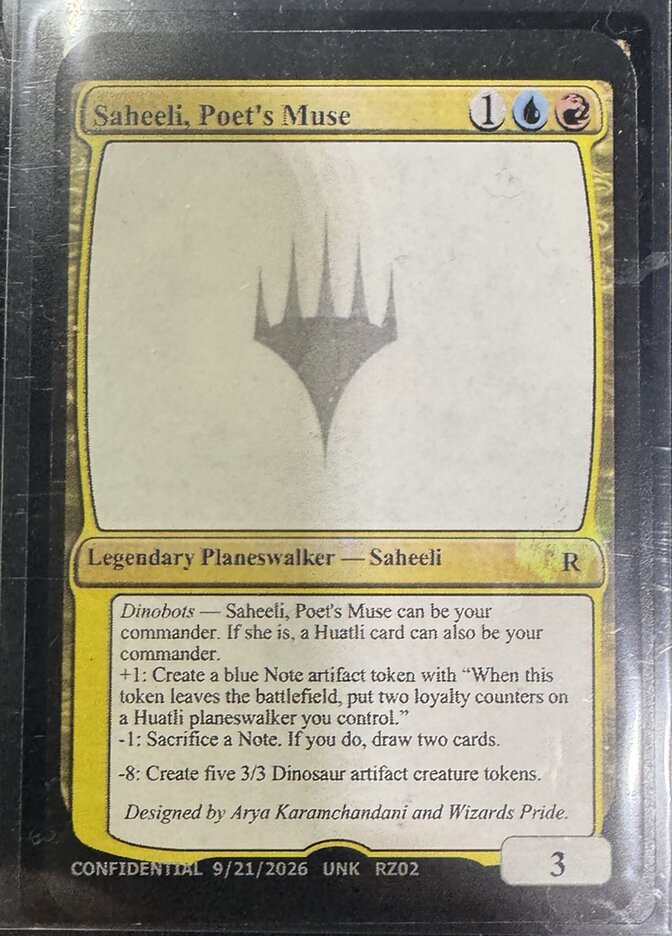 Saheeli, Poet's Muse 1
Legendary Planeswalker — Saheeli R
Dinobots — Saheeli, Poet's Muse can be your
commander. If she is, a Huatli card can also be your
commander.
+1: Create a blue Note artifact token with “When this
token leaves the battlefield, put two loyalty counters on
a Huatli planeswalker you control.”
-1: Sacrifice a Note. If you do, draw two cards.
-8: Create five 3/3 Dinosaur artifact creature tokens.
Designed by Arya Karamchandani and Wizards Pride.
3
CONFIDENTIAL 9/21/2026 UNK RZ02